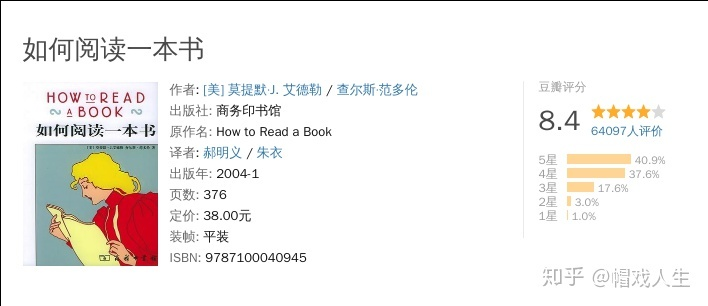 如何阅读一本书
HOW TO READ
A BOOK
如何阅读一本书
商务印书馆
作者: [美] 莫提默·J. 艾德勒 / 查尔斯·范多伦
出版社: 商务印书馆
原作名: How to Read a Book
译者: 郝明义 / 朱衣
出版年: 2004-1
页数: 376
定价: 38.00元
装帧: 平装
ISBN: 9787100040945
豆瓣评分
8.4
64097人评价
5星 40.9%
4星 37.6%
3星 17.6%
2星 3.0%
1星 1.0%
知乎 @帽戏人生